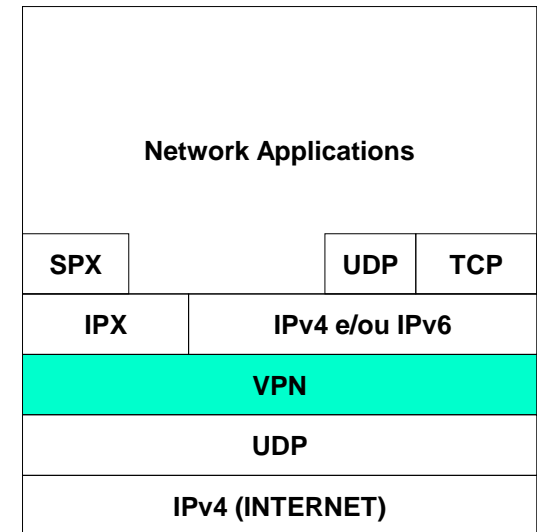 Network Applications
SPX
UDP
TCP
IPX
IPv4 e/ou IPv6
VPN
UDP
IPv4 (INTERNET)